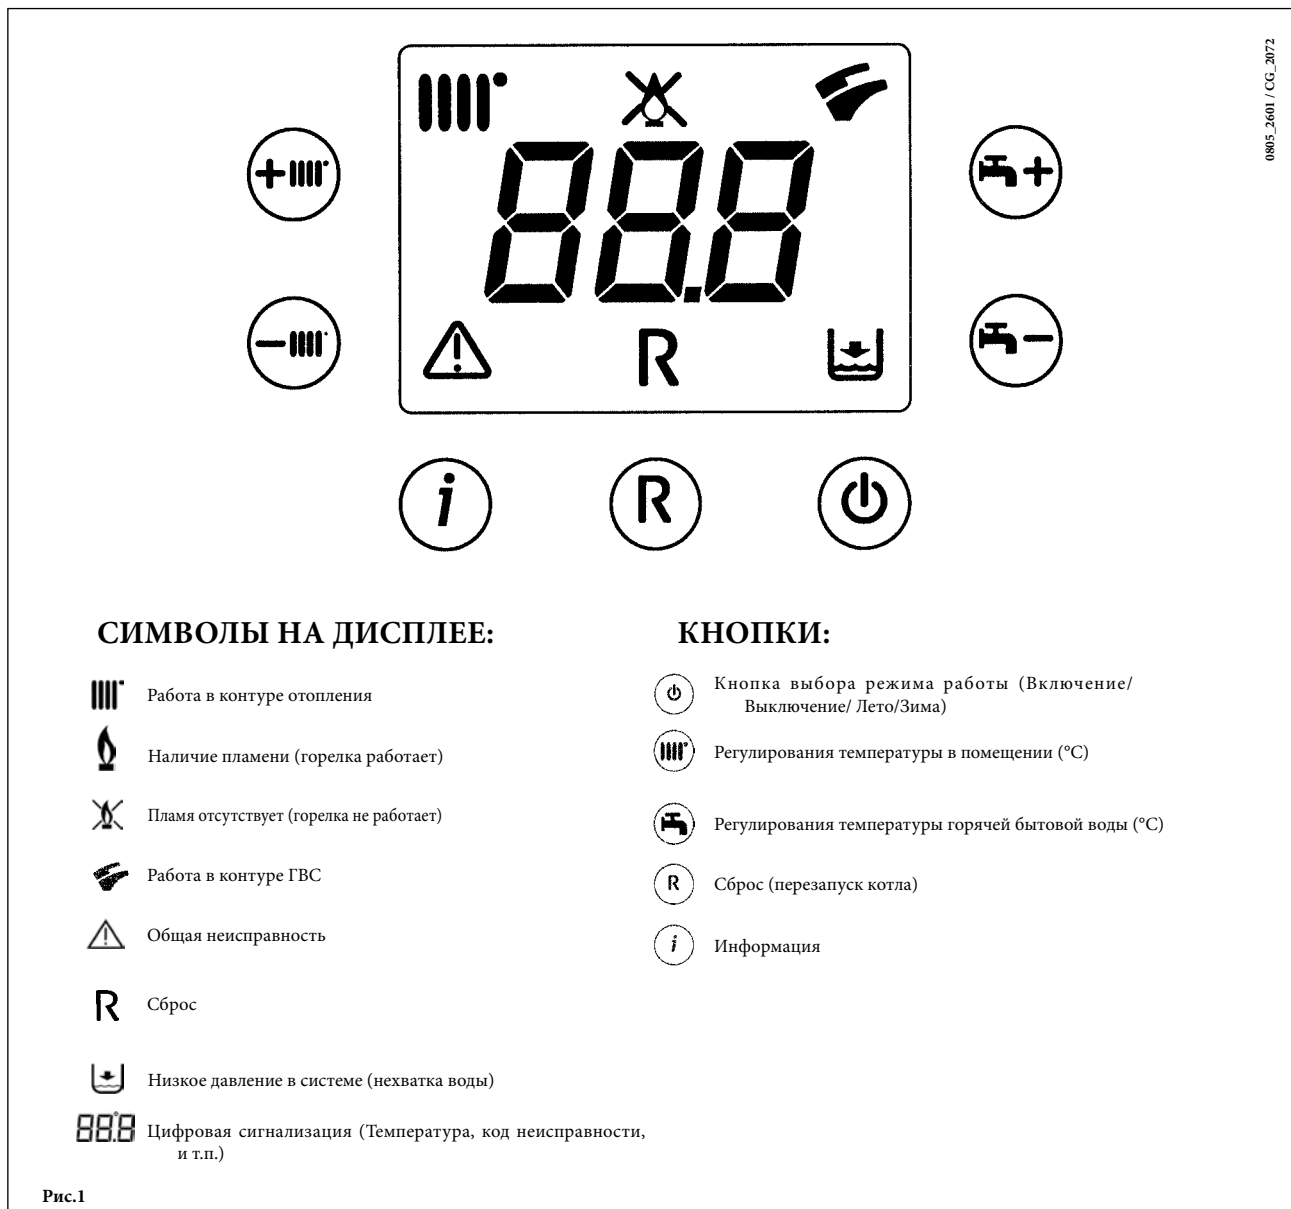 0805_2601 / CG_2072
88.8
R
i
R
СИМВОЛЫ НА ДИСПЛЕЕ:
Работа в контуре отопления
Наличие пламени (горелка работает)
Пламя отсутствует (горелка не работает)
Работа в контуре ГВС
Общая неисправность
R
Сброс
Низкое давление в системе (нехватка воды)
88.8
Цифровая сигнализация (Температура, код неисправности,
и т.п.)
КНОПКИ:
Кнопка выбора режима работы (Включение/
Выключение/ Лето/Зима)
Регулирования температуры в помещении (°C)
Регулирования температуры горячей бытовой воды (°C)
R
Сброс (перезапуск котла)
i
Информация
Рис.1